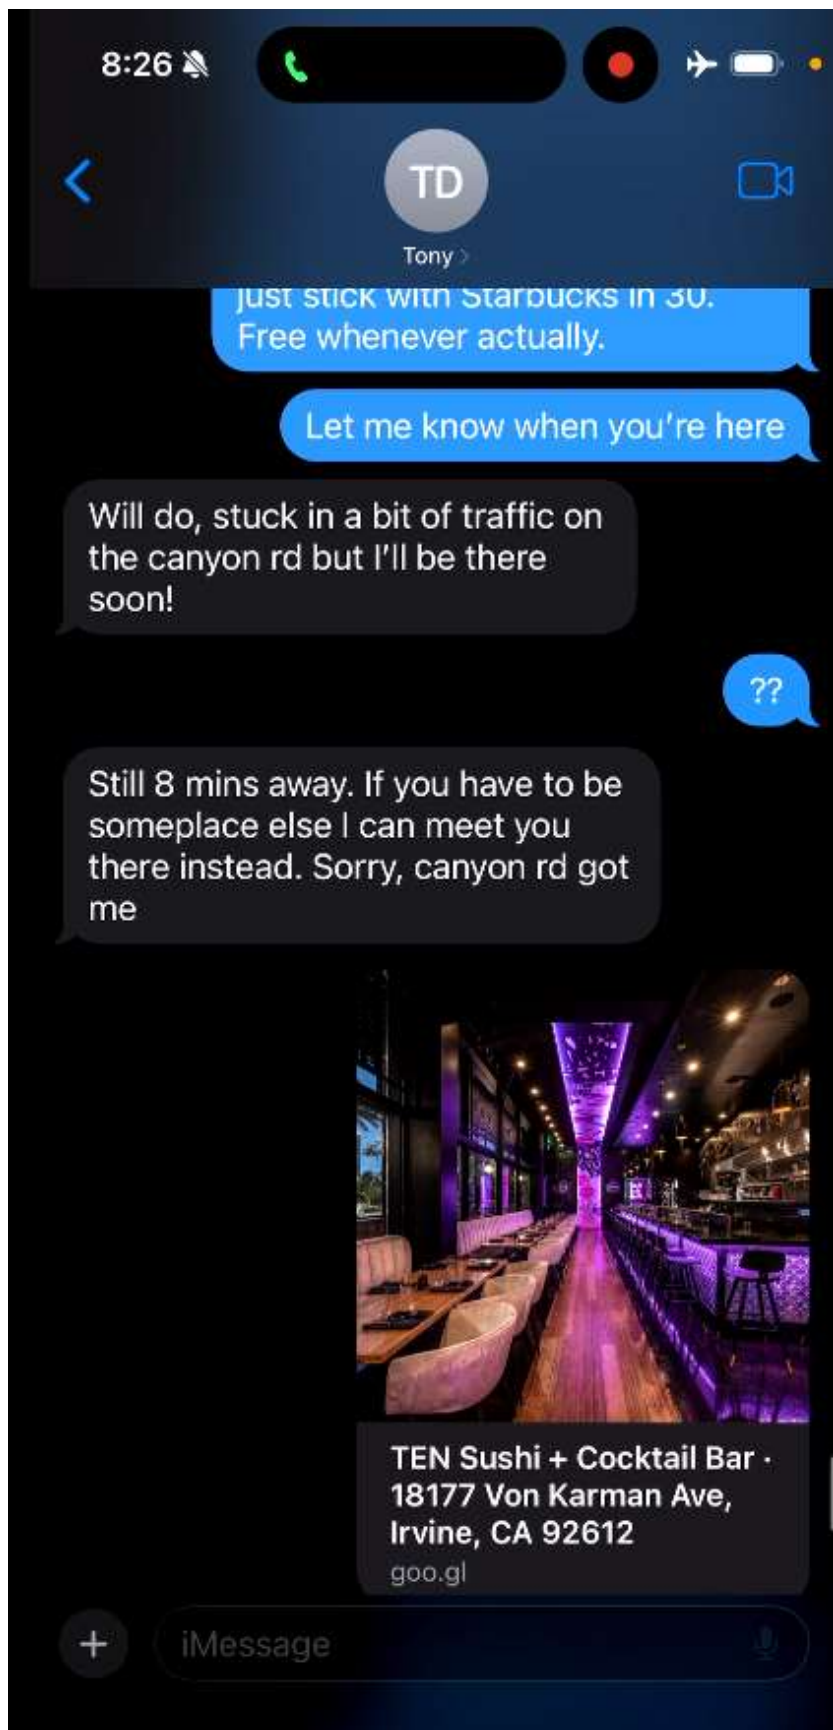 8:26
TD
Tony
just stick with Starbucks in 30.
Free whenever actually.
Let me know when you're here
Will do, stuck in a bit of traffic on
the canyon rd but I'll be there
soon!
??
Still 8 mins away. If you have to be
someplace else I can meet you
there instead. Sorry, canyon rd got
me
TEN Sushi + Cocktail Bar ·
18177 Von Karman Ave,
Irvine, CA 92612
goo.gl
iMessage